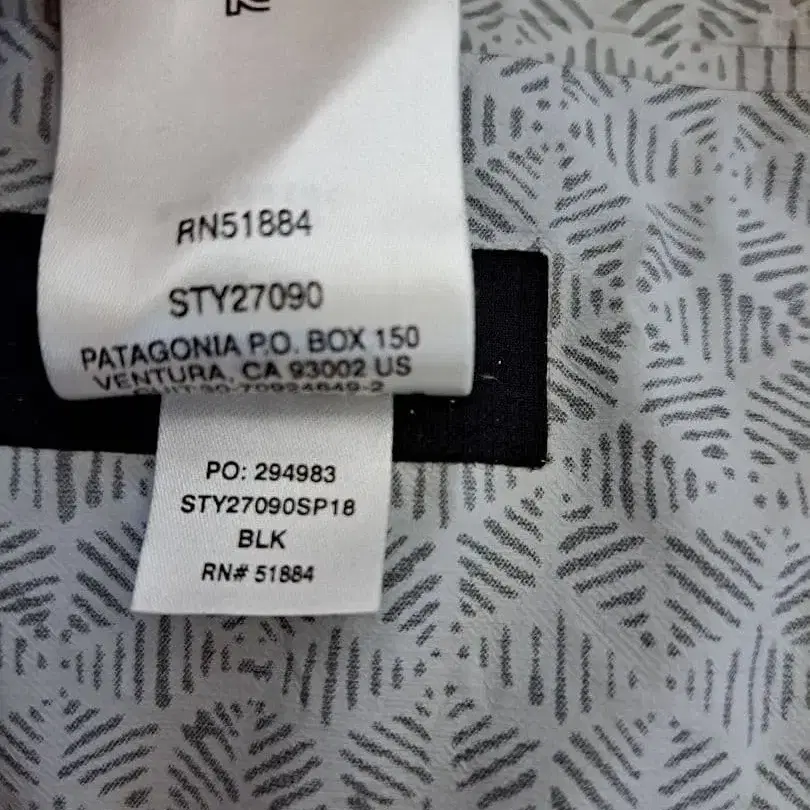 RN51884
STY27090
PATAGONIA P.O. BOX 150
VENTURA, CA 93002 US
PO: 294983
STY27090SP18
BLK
RN# 51884